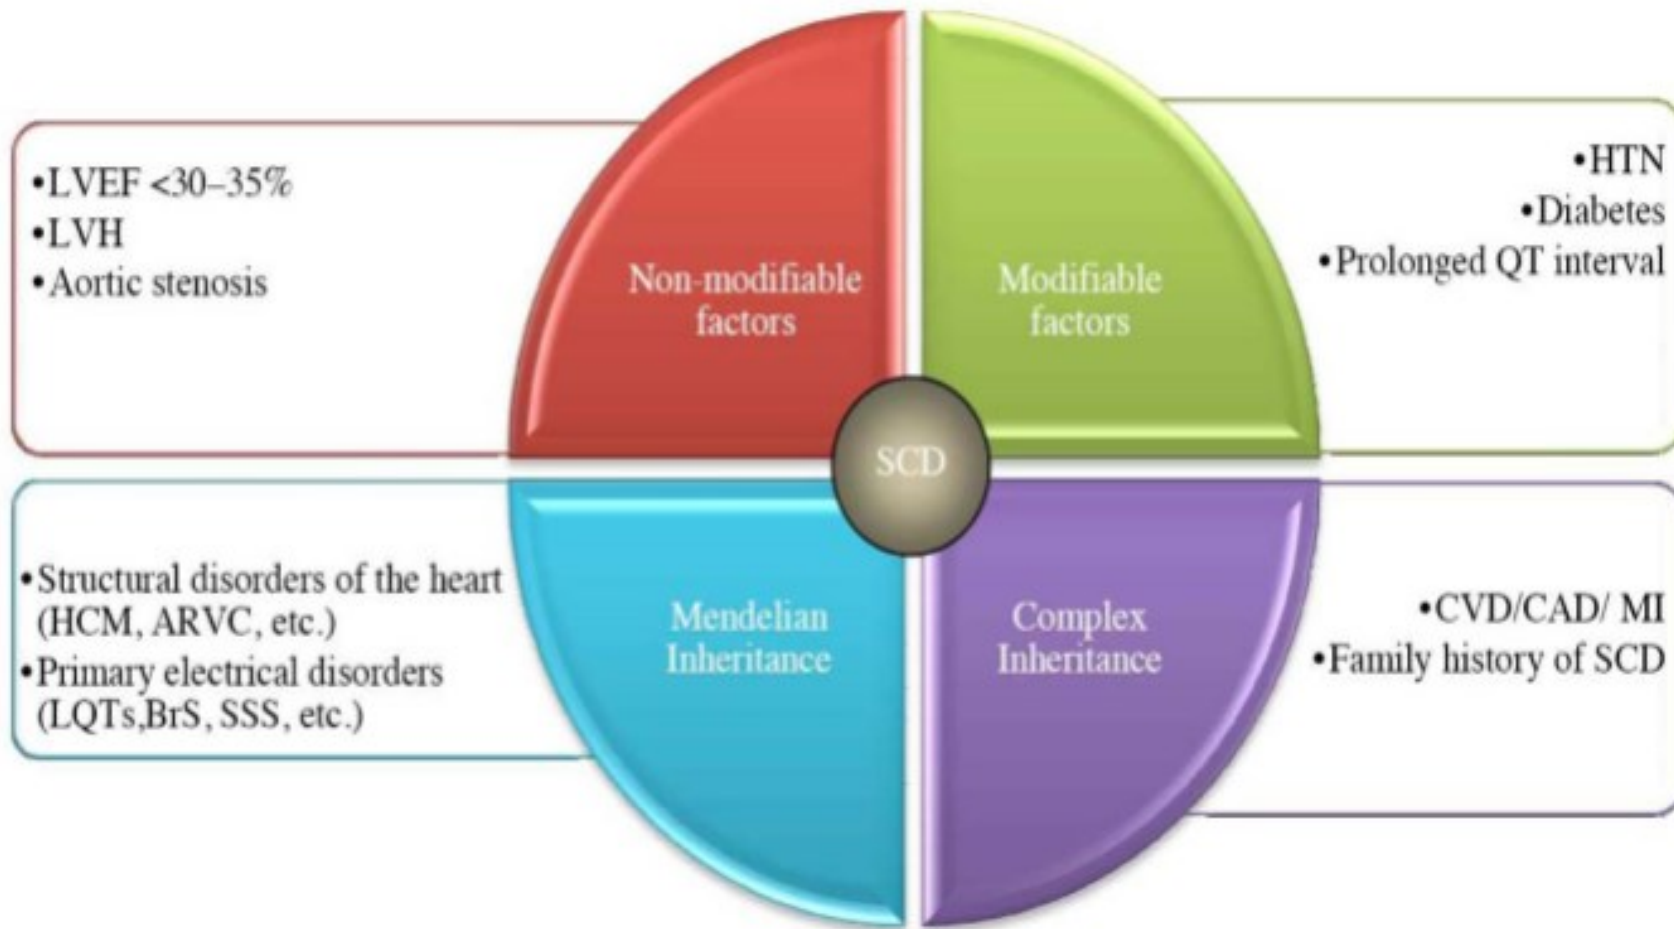 •LVEF <30–35%
•LVH
•Aortic stenosis
Non-modifiable
factors
Modifiable
factors
•HTN
•Diabetes
•Prolonged QT interval
SCD
•Structural disorders of the heart
(HCM, ARVC, etc.)
•Primary electrical disorders
(LQTs,BrS, SSS, etc.)
Mendelian
Inheritance
Complex
Inheritance
•CVD/CAD/ MI
•Family history of SCD